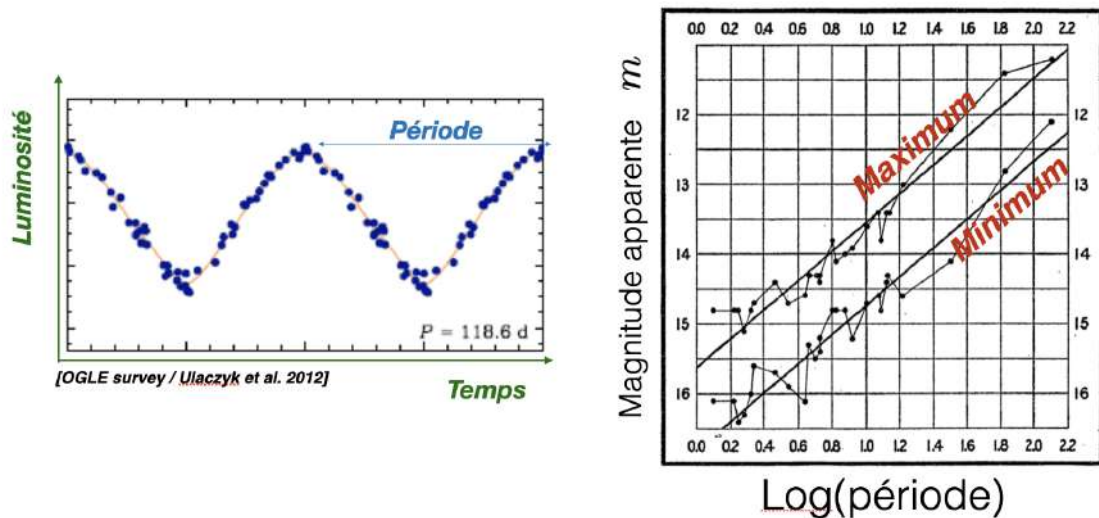 Luminosité
Période
P = 118.6 d
[OGLE survey / Ulaczyk et al. 2012]
Temps
0.0 0.2 0.4 0.6 0.8 1.0 1.2 1.4 1.6 1.8 2.0 2.2
Magnitude apparente m
12 12
13 13
14 14
15 15
16 16
Maximum
Minimum
0.0 0.2 0.4 0.6 0.8 1.0 1.2 1.4 1.6 1.8 2.0 2.2
Log(période)